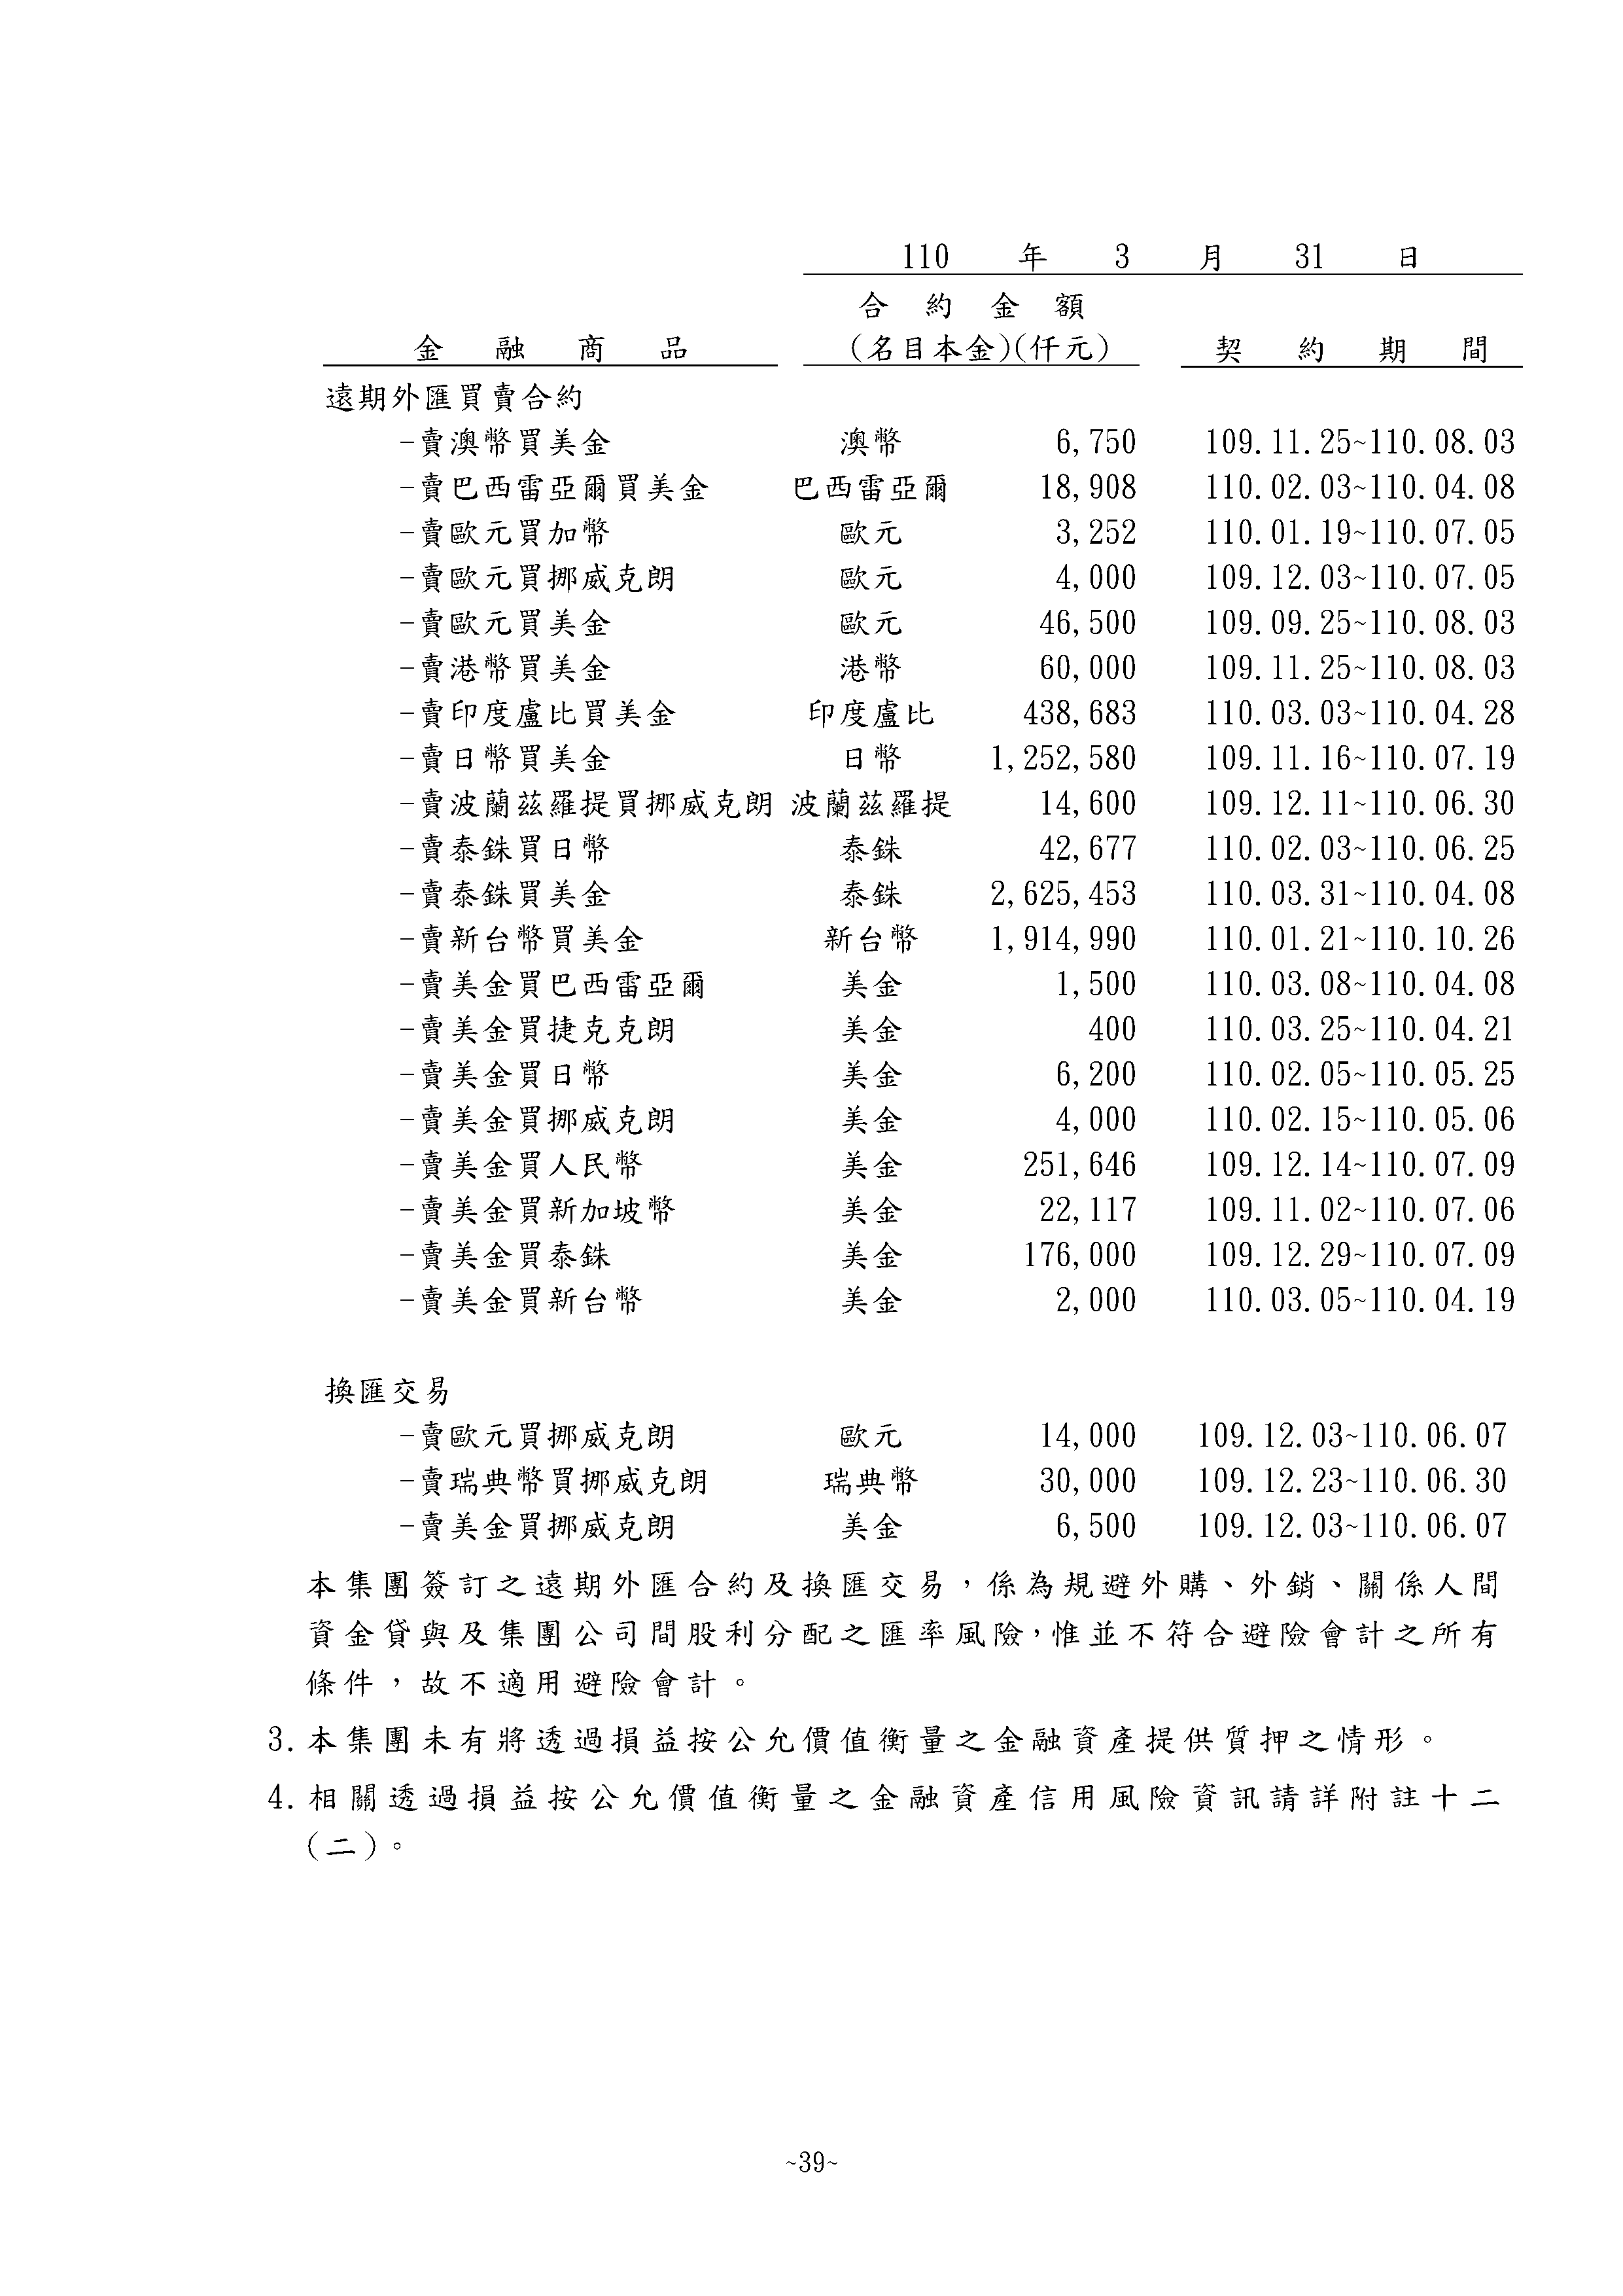 110 年 3 月 31 日
合約金額
金融商品 (名目本金)(仟元) 契約期間
遠期外匯買賣合約
-賣澳幣買美金 澳幣 6,750 109.11.25~110.08.03
-賣巴西雷亞爾買美金 巴西雷亞爾 18,908 110.02.03~110.04.08
-賣歐元買加幣 歐元 3,252 110.01.19~110.07.05
-賣歐元買挪威克朗 歐元 4,000 109.12.03~110.07.05
-賣歐元買美金 歐元 46,500 109.09.25~110.08.03
-賣港幣買美金 港幣 60,000 109.11.25~110.08.03
-賣印度盧比買美金 印度盧比 438,683 110.03.03~110.04.28
-賣日幣買美金 日幣 1,252,580 109.11.16~110.07.19
-賣波蘭茲羅提買挪威克朗 波蘭茲羅提 14,600 109.12.11~110.06.30
-賣泰銖買日幣 泰銖 42,677 110.02.03~110.06.25
-賣泰銖買美金 泰銖 2,625,453 110.03.31~110.04.08
-賣新台幣買美金 新台幣 1,914,990 110.01.21~110.10.26
-賣美金買巴西雷亞爾 美金 1,500 110.03.08~110.04.08
-賣美金買捷克克朗 美金 400 110.03.25~110.04.21
-賣美金買日幣 美金 6,200 110.02.05~110.05.25
-賣美金買挪威克朗 美金 4,000 110.02.15~110.05.06
-賣美金買人民幣 美金 251,646 109.12.14~110.07.09
-賣美金買新加坡幣 美金 22,117 109.11.02~110.07.06
-賣美金買泰銖 美金 176,000 109.12.29~110.07.09
-賣美金買新台幣 美金 2,000 110.03.05~110.04.19
換匯交易
-賣歐元買挪威克朗 歐元 14,000 109.12.03~110.06.07
-賣瑞典幣買挪威克朗 瑞典幣 30,000 109.12.23~110.06.30
-賣美金買挪威克朗 美金 6,500 109.12.03~110.06.07
本集團簽訂之遠期外匯合約及換匯交易，係為規避外購、外銷、關係人間
資金貸與及集團公司間股利分配之匯率風險，惟並不符合避險會計之所有
條件，故不適用避險會計。
3.本集團未有將透過損益按公允價值衡量之金融資產提供質押之情形。
4.相關透過損益按公允價值衡量之金融資產信用風險資訊請詳附註十二
(二)。
~39~